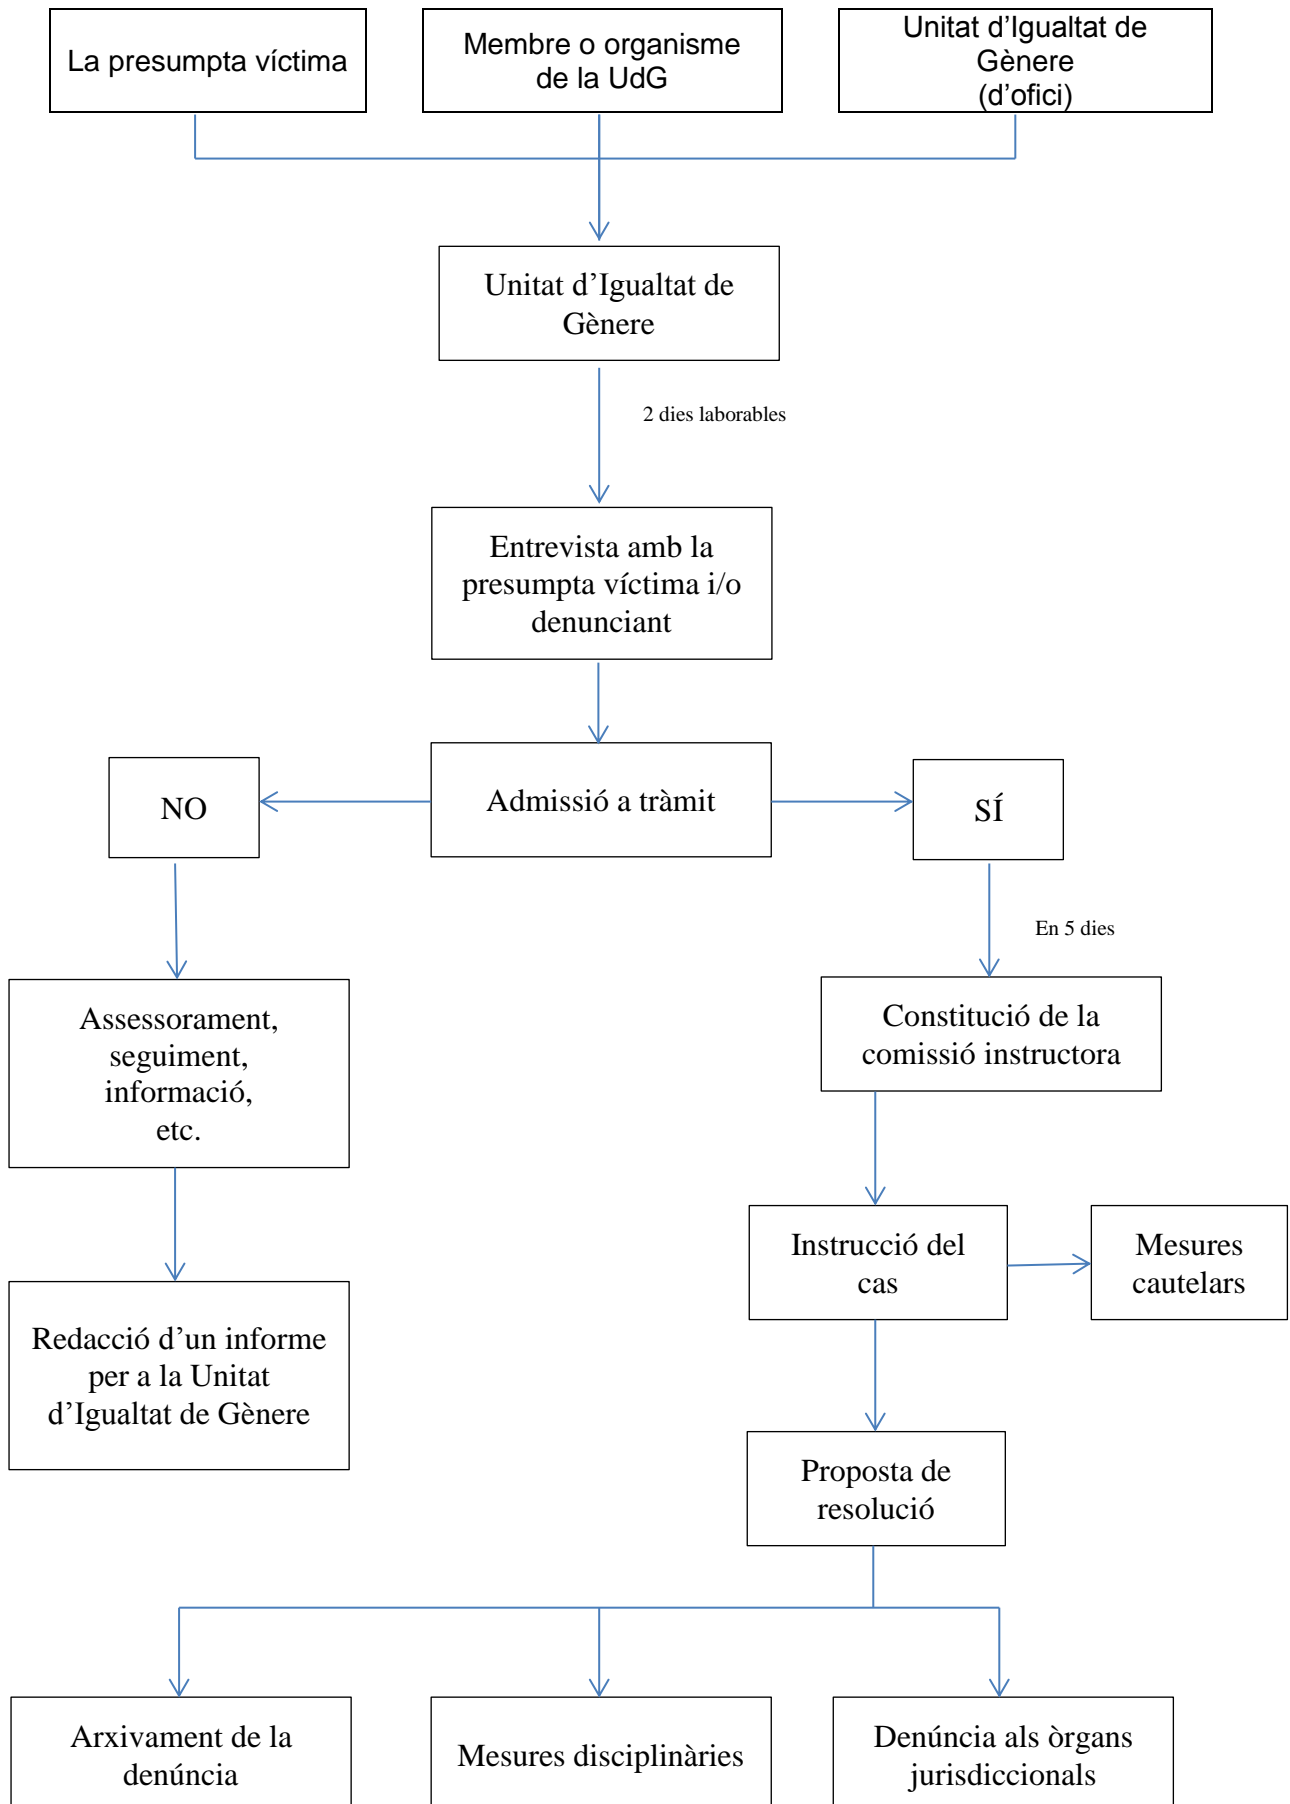 La presumpta víctima
Membre o organisme
de la UdG
Unitat d’Igualtat de
Gènere
(d’ofici)
Unitat d’Igualtat de
Gènere
2 dies laborables
Entrevista amb la
presumpta víctima i/o
denunciant
NO
Admissió a tràmit
SÍ
En 5 dies
Assessorament,
seguiment,
informació,
etc.
Constitució de la
comissió instructora
Instrucció del
cas
Mesures
cautelars
Redacció d’un informe
per a la Unitat
d’Igualtat de Gènere
Proposta de
resolució
Arxivament de la
denúncia
Mesures disciplinàries
Denúncia als òrgans
jurisdiccionals